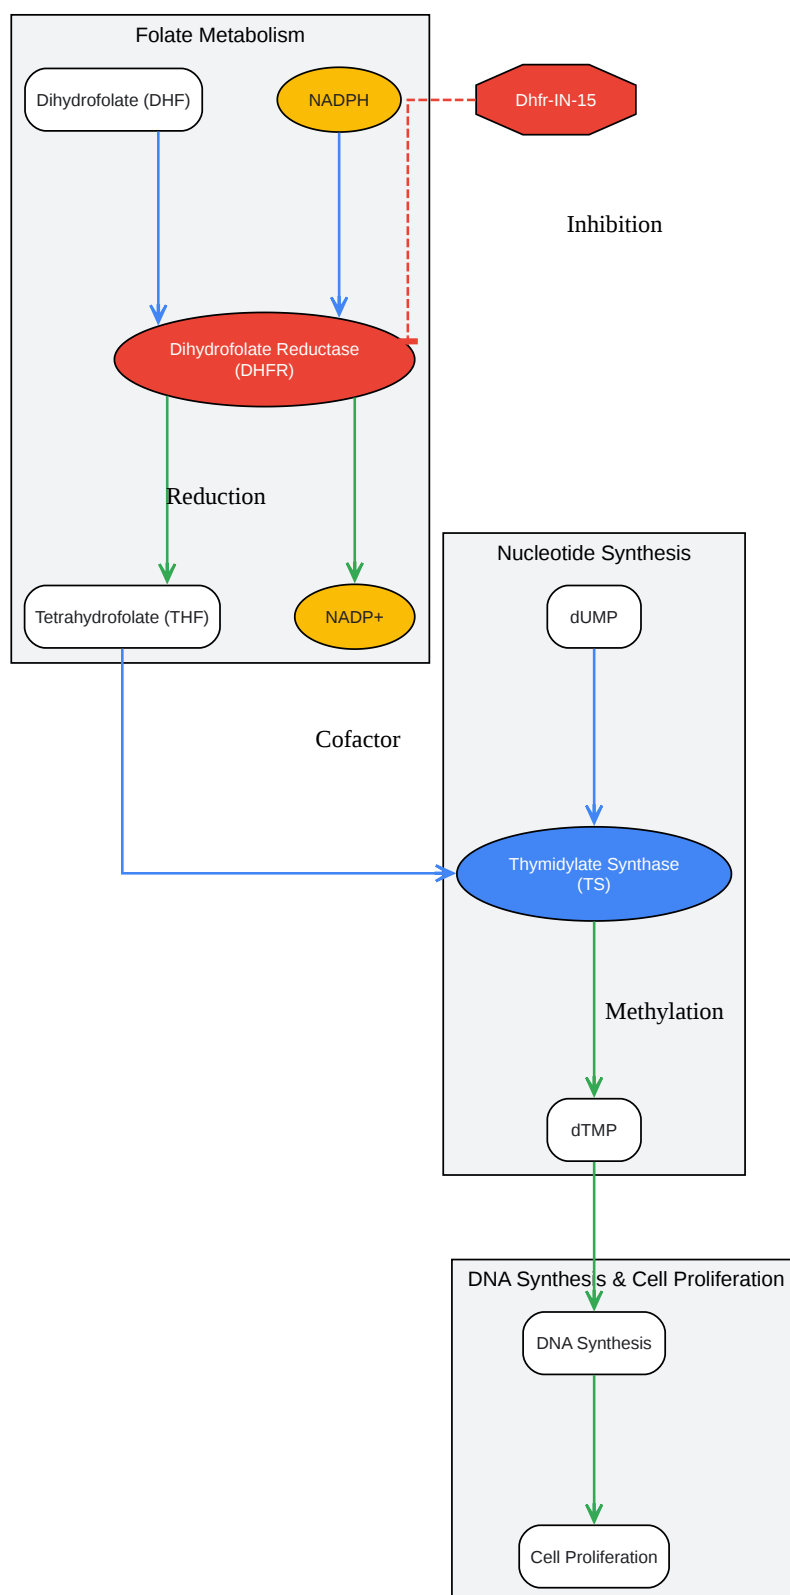 Folate Metabolism
Dihydrofolate (DHF)
NADPH
Dhfr-IN-15
Inhibition
Dihydrofolate Reductase
(DHFR)
Reduction
Tetrahydrofolate (THF)
NADP+
Nucleotide Synthesis
dUMP
Cofactor
Thymidylate Synthase
(TS)
Methylation
dTMP
DNA Synthesis & Cell Proliferation
DNA Synthesis
Cell Proliferation